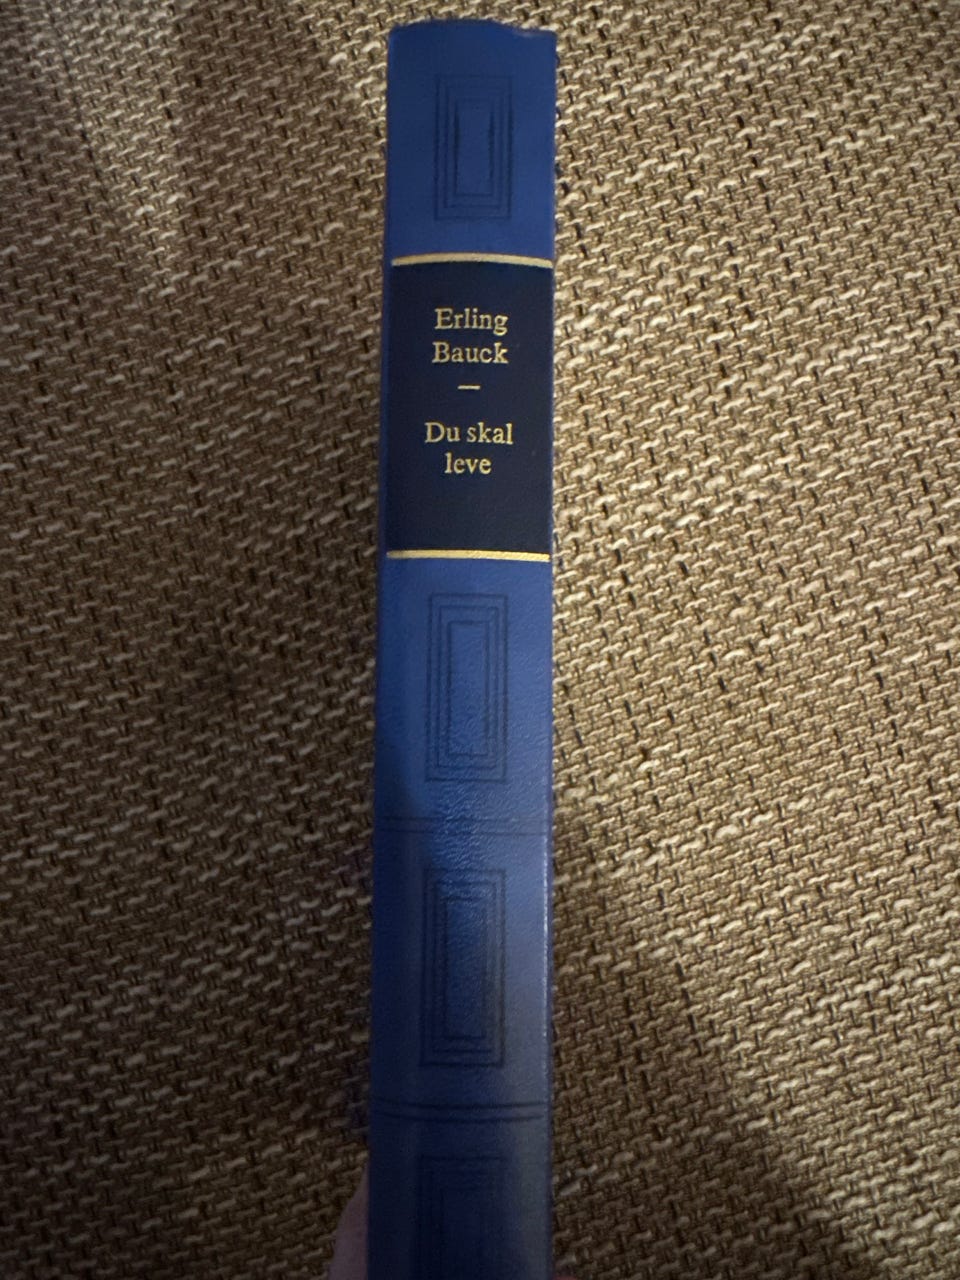 Erling
Bauck
—
Du skal
leve